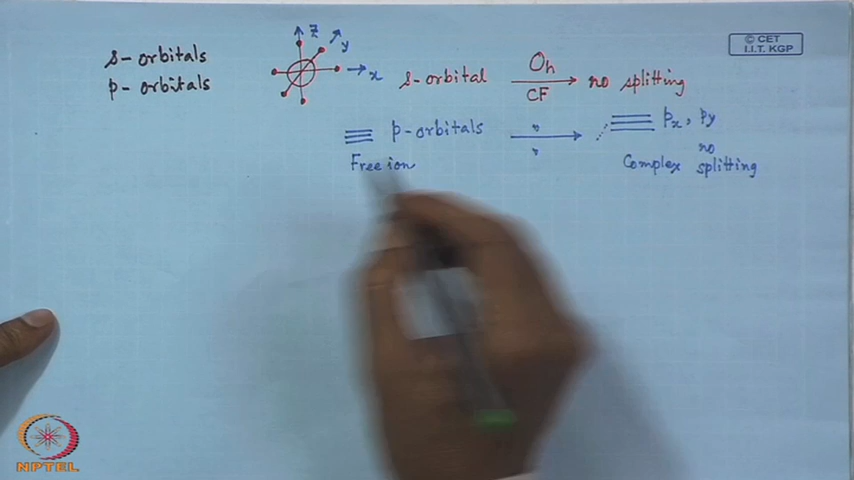 s-orbitals
p-orbitals
z
y
x
© CET
I.I.T. KGP
s-orbital Oh CF no splitting
p-orbitals " " px, py
Free ion Complex no splitting
NPTEL